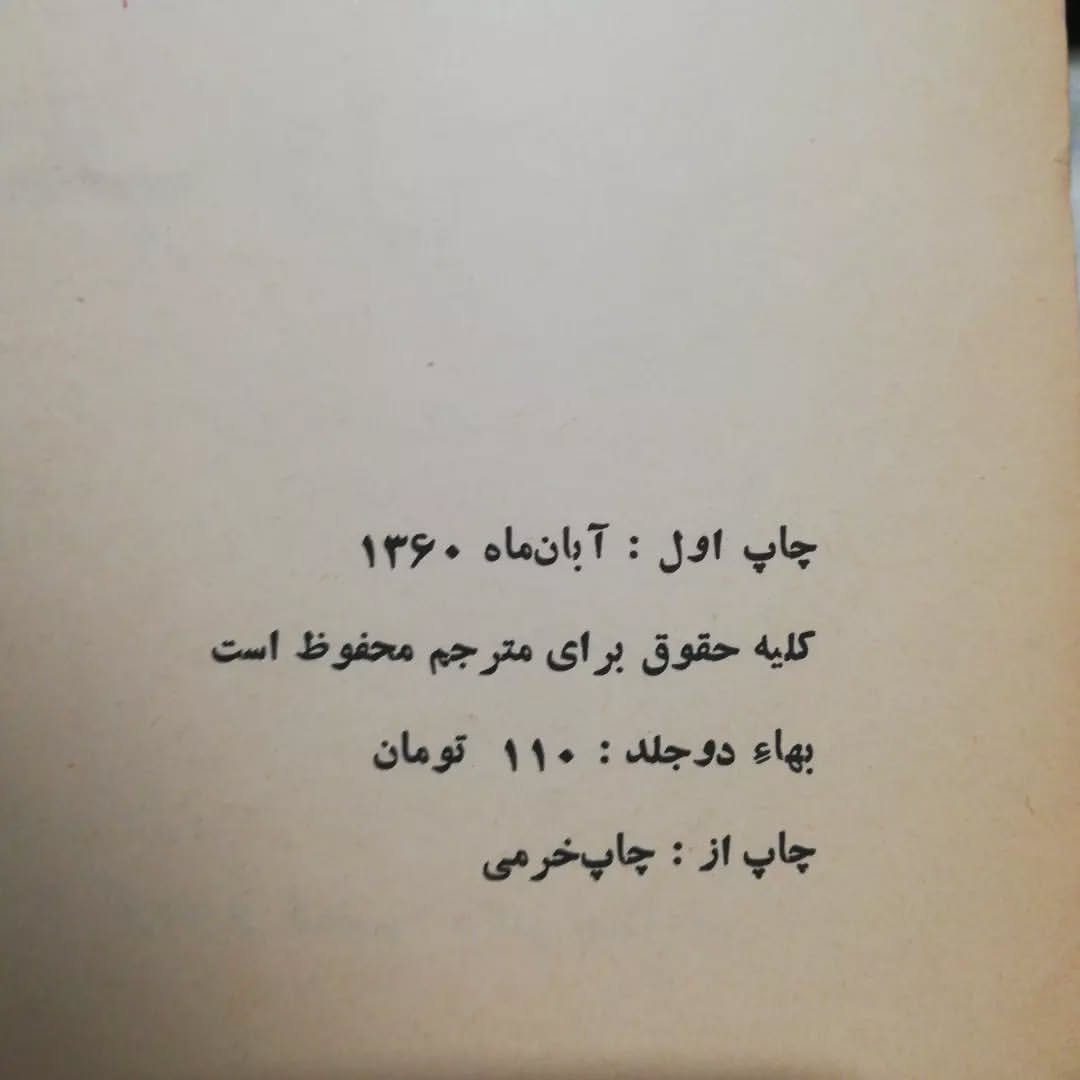 چاپ اول : آبان‌ماه ۱۳۶۰
کلیه حقوق برای مترجم محفوظ است
بهاءِ دوجلد : ۱۱۰ تومان
چاپ از : چاپ‌خرمی